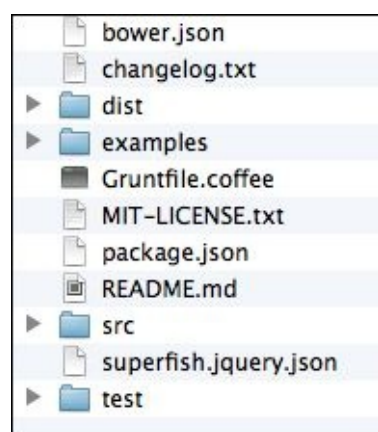 bower.json
changelog.txt
dist
examples
Gruntfile.coffee
MIT-LICENSE.txt
package.json
README.md
src
superfish.jquery.json
test